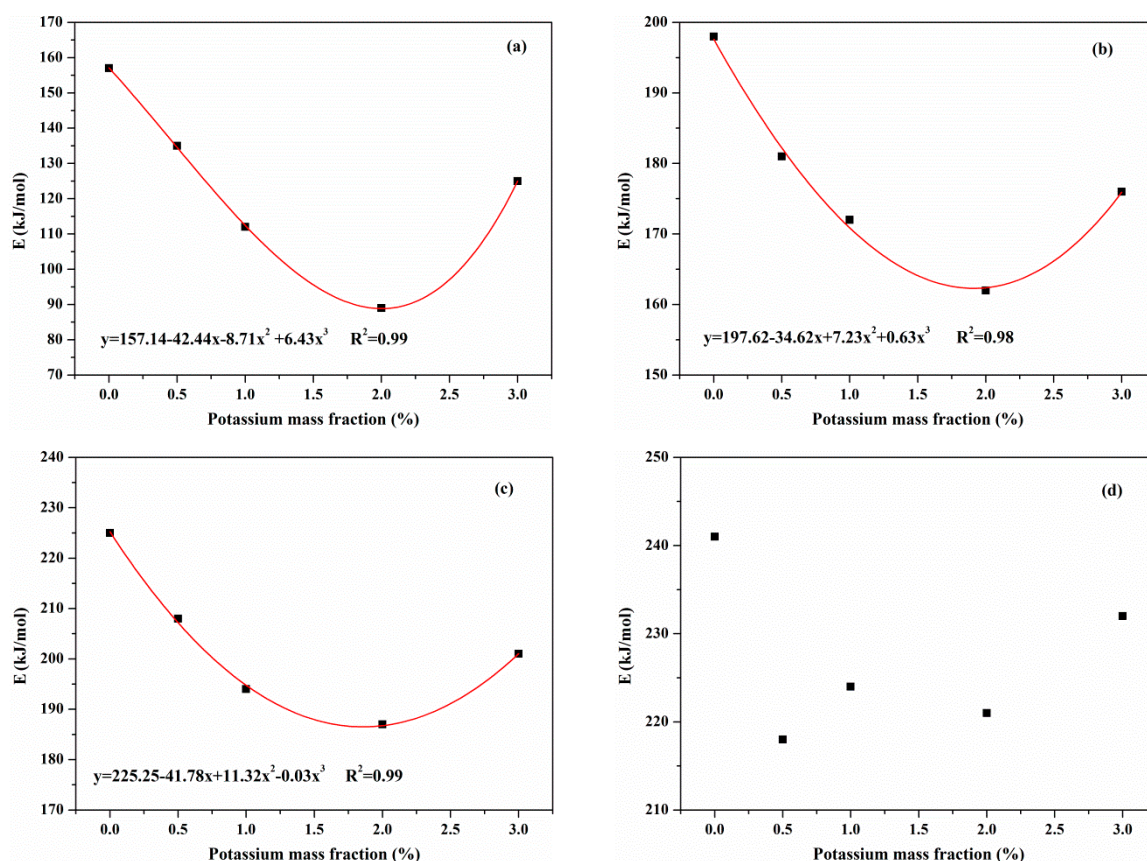 170
160
150
140
130
120
110
100
90
80
70
E (kJ/mol)
(a)
y=157.14-42.44x-8.71x² +6.43x³ R²=0.99
0.0 0.5 1.0 1.5 2.0 2.5 3.0
Potassium mass fraction (%)
200
190
180
170
160
150
E (kJ/mol)
(b)
y=197.62-34.62x+7.23x²+0.63x³ R²=0.98
0.0 0.5 1.0 1.5 2.0 2.5 3.0
Potassium mass fraction (%)
240
230
220
210
200
190
180
170
E (kJ/mol)
(c)
y=225.25-41.78x+11.32x²-0.03x³ R²=0.99
0.0 0.5 1.0 1.5 2.0 2.5 3.0
Potassium mass fraction (%)
250
240
230
220
210
E (kJ/mol)
(d)
0.0 0.5 1.0 1.5 2.0 2.5 3.0
Potassium mass fraction (%)